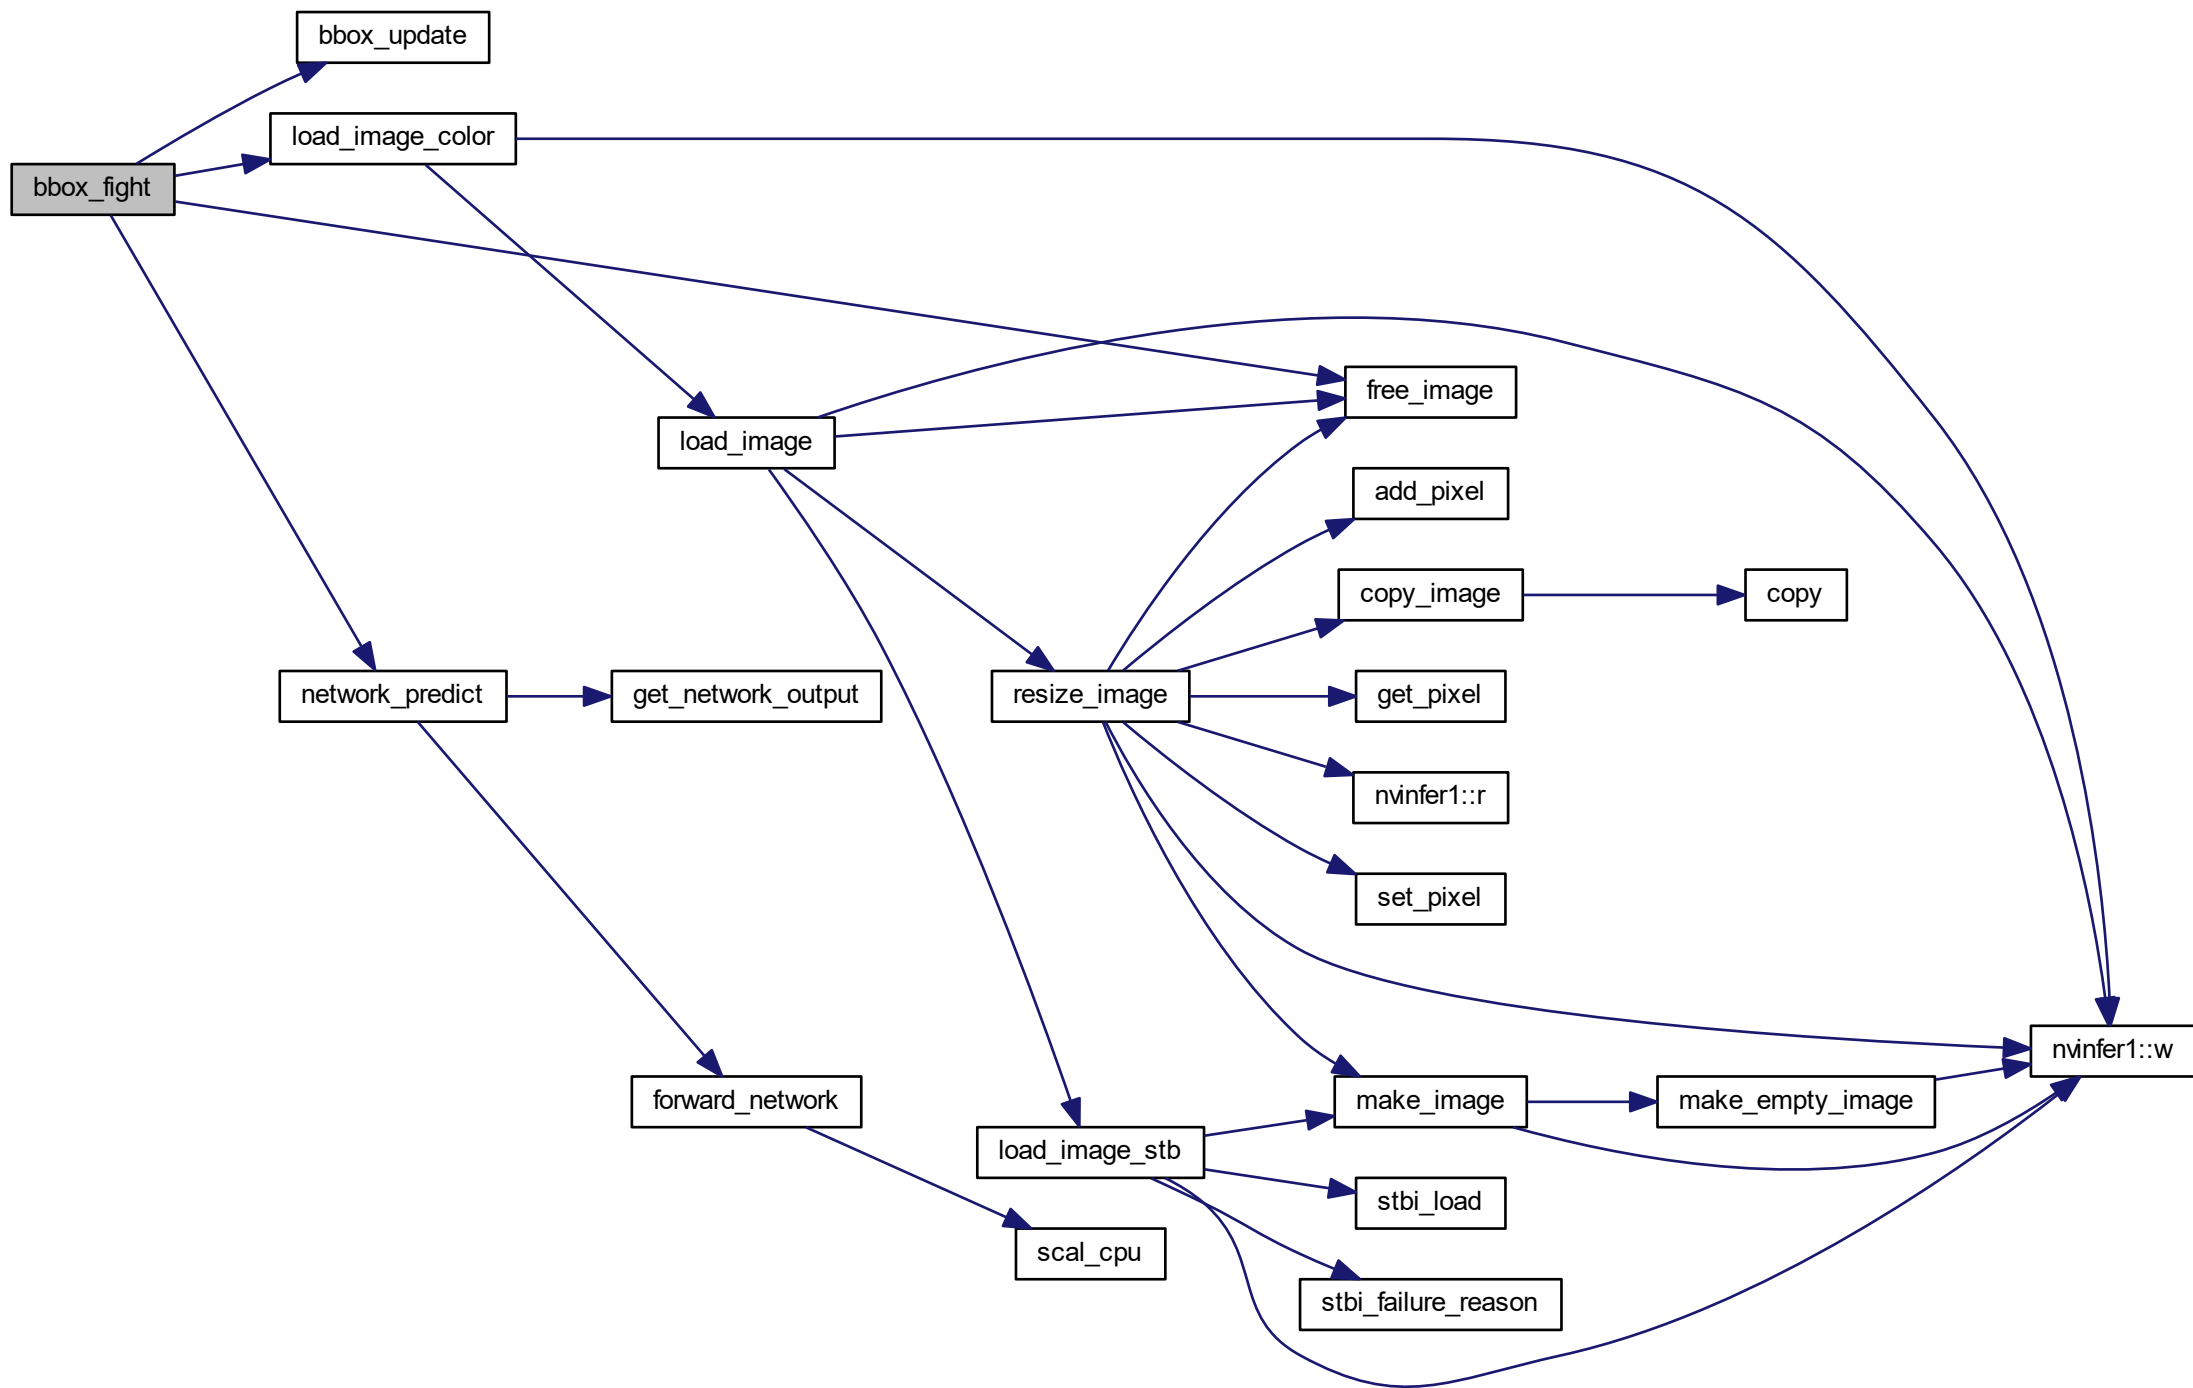 bbox_update
load_image_color
bbox_fight
free_image
load_image
add_pixel
copy_image
copy
network_predict
get_network_output
resize_image
get_pixel
nvinfer1::r
set_pixel
nvinfer1::w
forward_network
make_image
make_empty_image
load_image_stb
stbi_load
scal_cpu
stbi_failure_reason